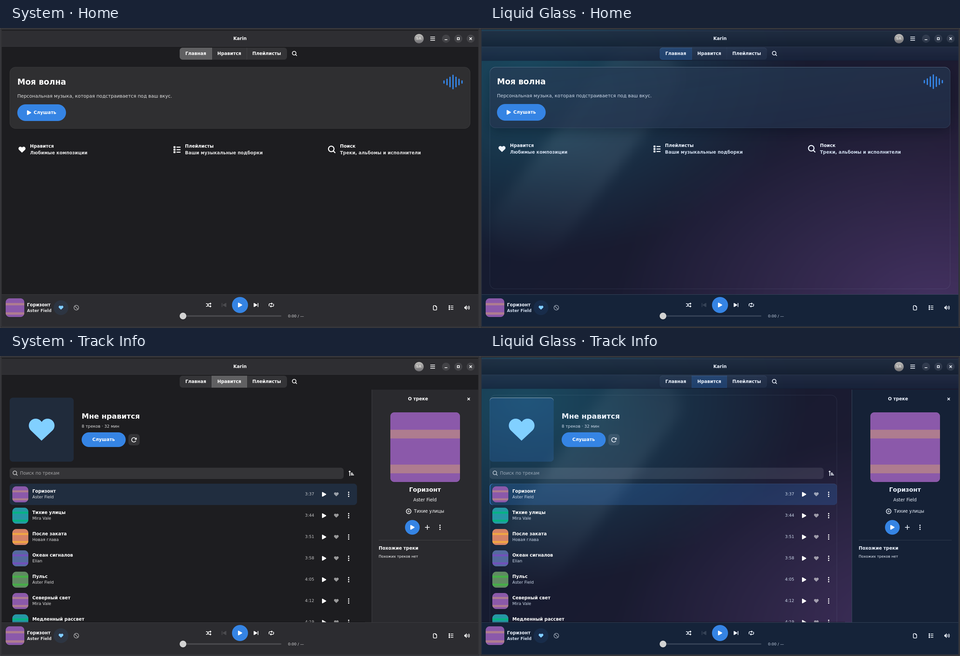 System · Home
Karin
Главная Нравится Плейлисты
Моя волна
Персональная музыка, которая подстраивается под ваш вкус.
Слушать
Нравится
Любимые композиции
Плейлисты
Ваши музыкальные подборки
Поиск
Треки, альбомы и исполнители
Горизонт
Aster Field
0:00 / —
Liquid Glass · Home
Karin
Главная Нравится Плейлисты
Моя волна
Персональная музыка, которая подстраивается под ваш вкус.
Слушать
Нравится
Любимые композиции
Плейлисты
Ваши музыкальные подборки
Поиск
Треки, альбомы и исполнители
Горизонт
Aster Field
0:00 / —
System · Track Info
Karin
Главная Нравится Плейлисты
Мне нравится
8 треков · 32 мин
Слушать
Поиск по трекам
Горизонт
Aster Field
3:37
Тихие улицы
Mira Vale
3:44
После заката
Новая глава
3:51
Океан сигналов
Elian
3:58
Пульс
Aster Field
4:05
Северный свет
Mira Vale
4:12
Медленный рассвет
О треке
Горизонт
Aster Field
Тихие улицы
Похожие треки
Похожих треков нет
Горизонт
Aster Field
0:00 / —
Liquid Glass · Track Info
Karin
Главная Нравится Плейлисты
Мне нравится
8 треков · 32 мин
Слушать
Поиск по трекам
Горизонт
Aster Field
3:37
Тихие улицы
Mira Vale
3:44
После заката
Новая глава
3:51
Океан сигналов
Elian
3:58
Пульс
Aster Field
4:05
Северный свет
Mira Vale
4:12
Медленный рассвет
О треке
Горизонт
Aster Field
Тихие улицы
Похожие треки
Похожих треков нет
Горизонт
Aster Field
0:00 / —